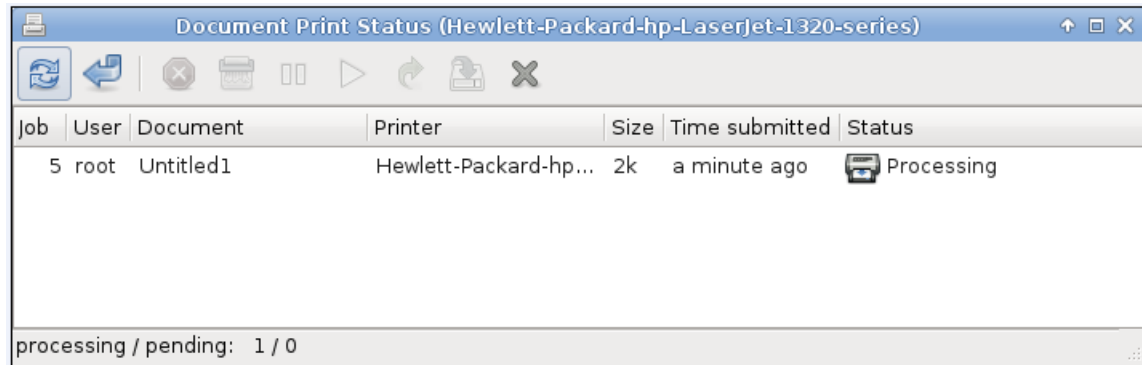 Document Print Status (Hewlett-Packard-hp-LaserJet-1320-series)
Job User Document Printer Size Time submitted Status
5 root Untitled1 Hewlett-Packard-hp... 2k a minute ago Processing
processing / pending: 1 / 0